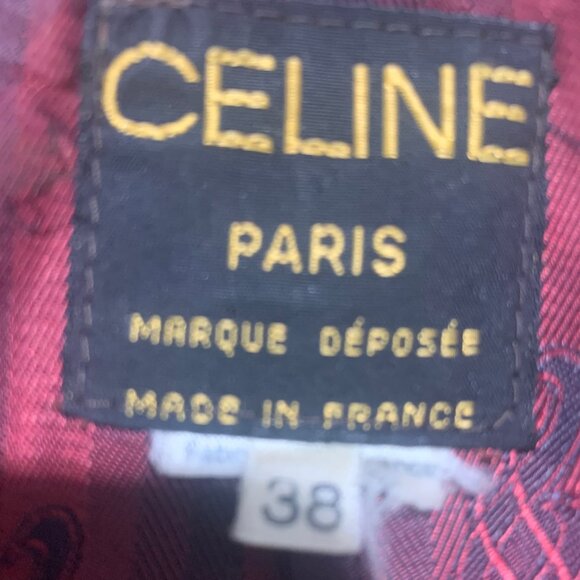 CELINE
PARIS
MARQUE DÉPOSÉE
MADE IN FRANCE
38